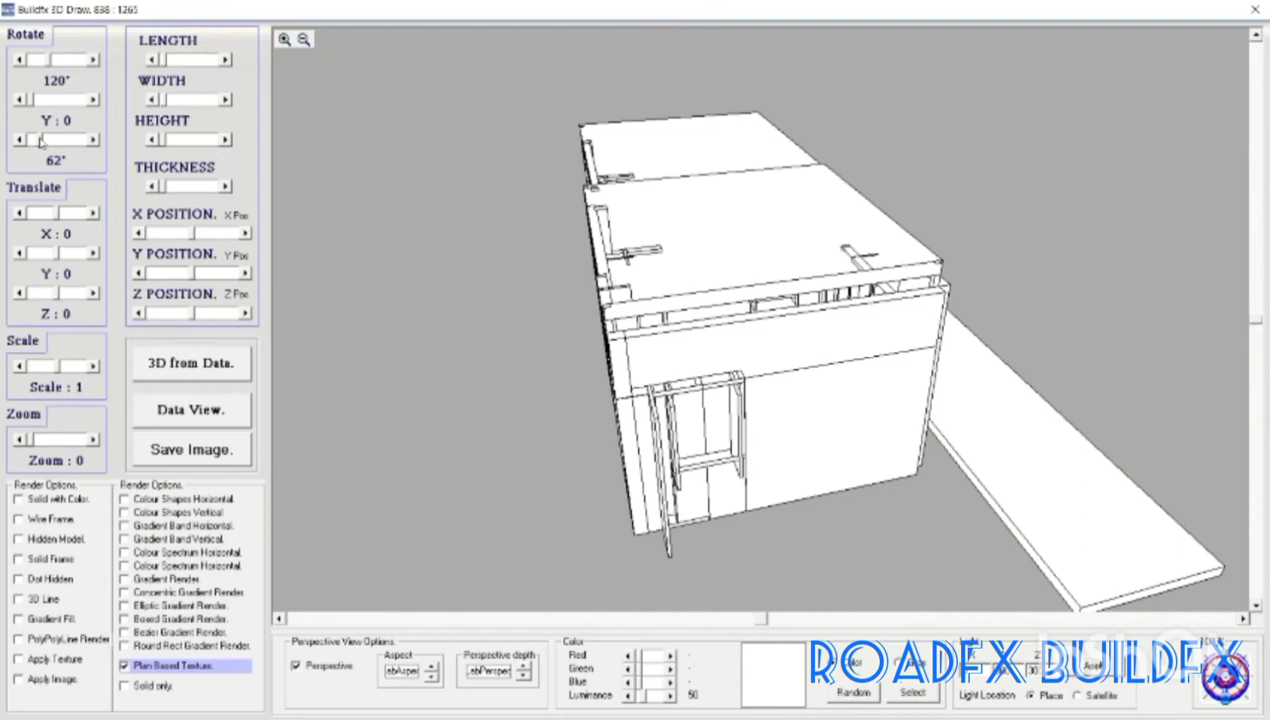 Buildfx 3D Draw. 838 : 1265
Rotate
120°
Y : 0
62°
Translate
X : 0
Y : 0
Z : 0
Scale
Scale : 1
Zoom
Zoom : 0
LENGTH
WIDTH
HEIGHT
THICKNESS
X POSITION. X Pos
Y POSITION. Y Pos
Z POSITION. Z Pos
3D from Data.
Data View.
Save Image.
Render Options.
Solid with Color.
Wire Frame.
Hidden Model.
Solid Frame
Dot Hidden
3D Line
Gradient Fill.
PolyPolyLine Render
Apply Texture
Apply Image.
Render Options.
Colour Shapes Horizontal.
Colour Shapes Vertical
Gradient Band Horizontal.
Gradient Band Vertical.
Colour Spectrum Horizontal.
Colour Spectrum Horizontal.
Gradient Render.
Concentric Gradient Render
Elliptic Gradient Render.
Boxed Gradient Render.
Bezier Gradient Render.
Round Rect Gradient Render.
Plan Based Texture.
Solid only.
Perspective View Options.
Perspective
Aspect
Perspective depth
Color
Red
Green
Blue
Luminance
50
Random
Select
Light Location
Place
Satellite
ROADFX BUILDFX